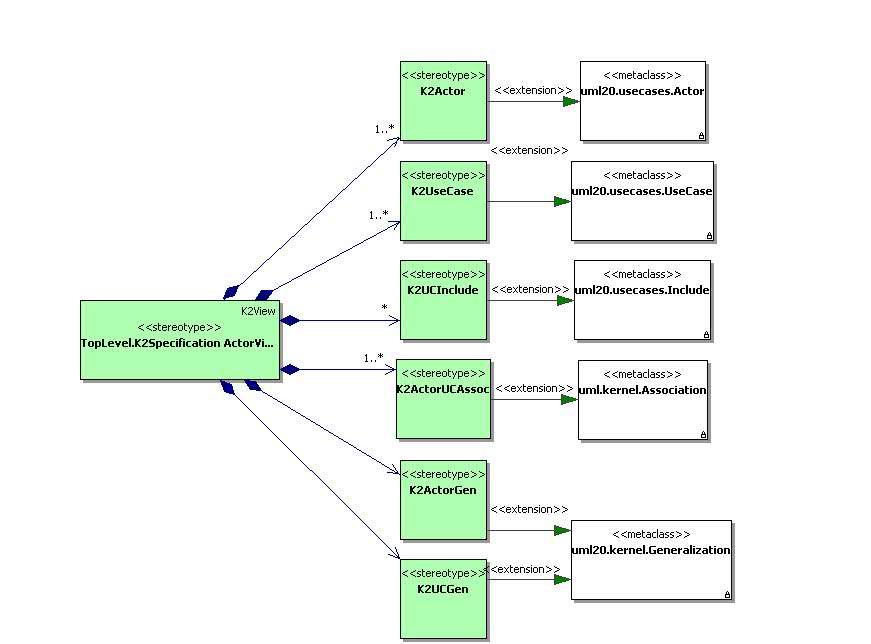 <<stereotype>>
K2Actor
<<extension>>
<<metaclass>>
uml20.usecases.Actor
1..*
<<extension>>
<<stereotype>>
K2UseCase
<<metaclass>>
uml20.usecases.UseCase
1..*
<<stereotype>>
K2UCInclude
<<extension>>
<<metaclass>>
uml20.usecases.Include
*
K2View
<<stereotype>>
TopLevel.K2Specification ActorVi...
1..*
<<stereotype>>
K2ActorUCAssoc
<<extension>>
<<metaclass>>
uml.kernel.Association
<<stereotype>>
K2ActorGen
<<extension>>
<<metaclass>>
uml20.kernel.Generalization
<<stereotype>>
K2UCGen
<<extension>>